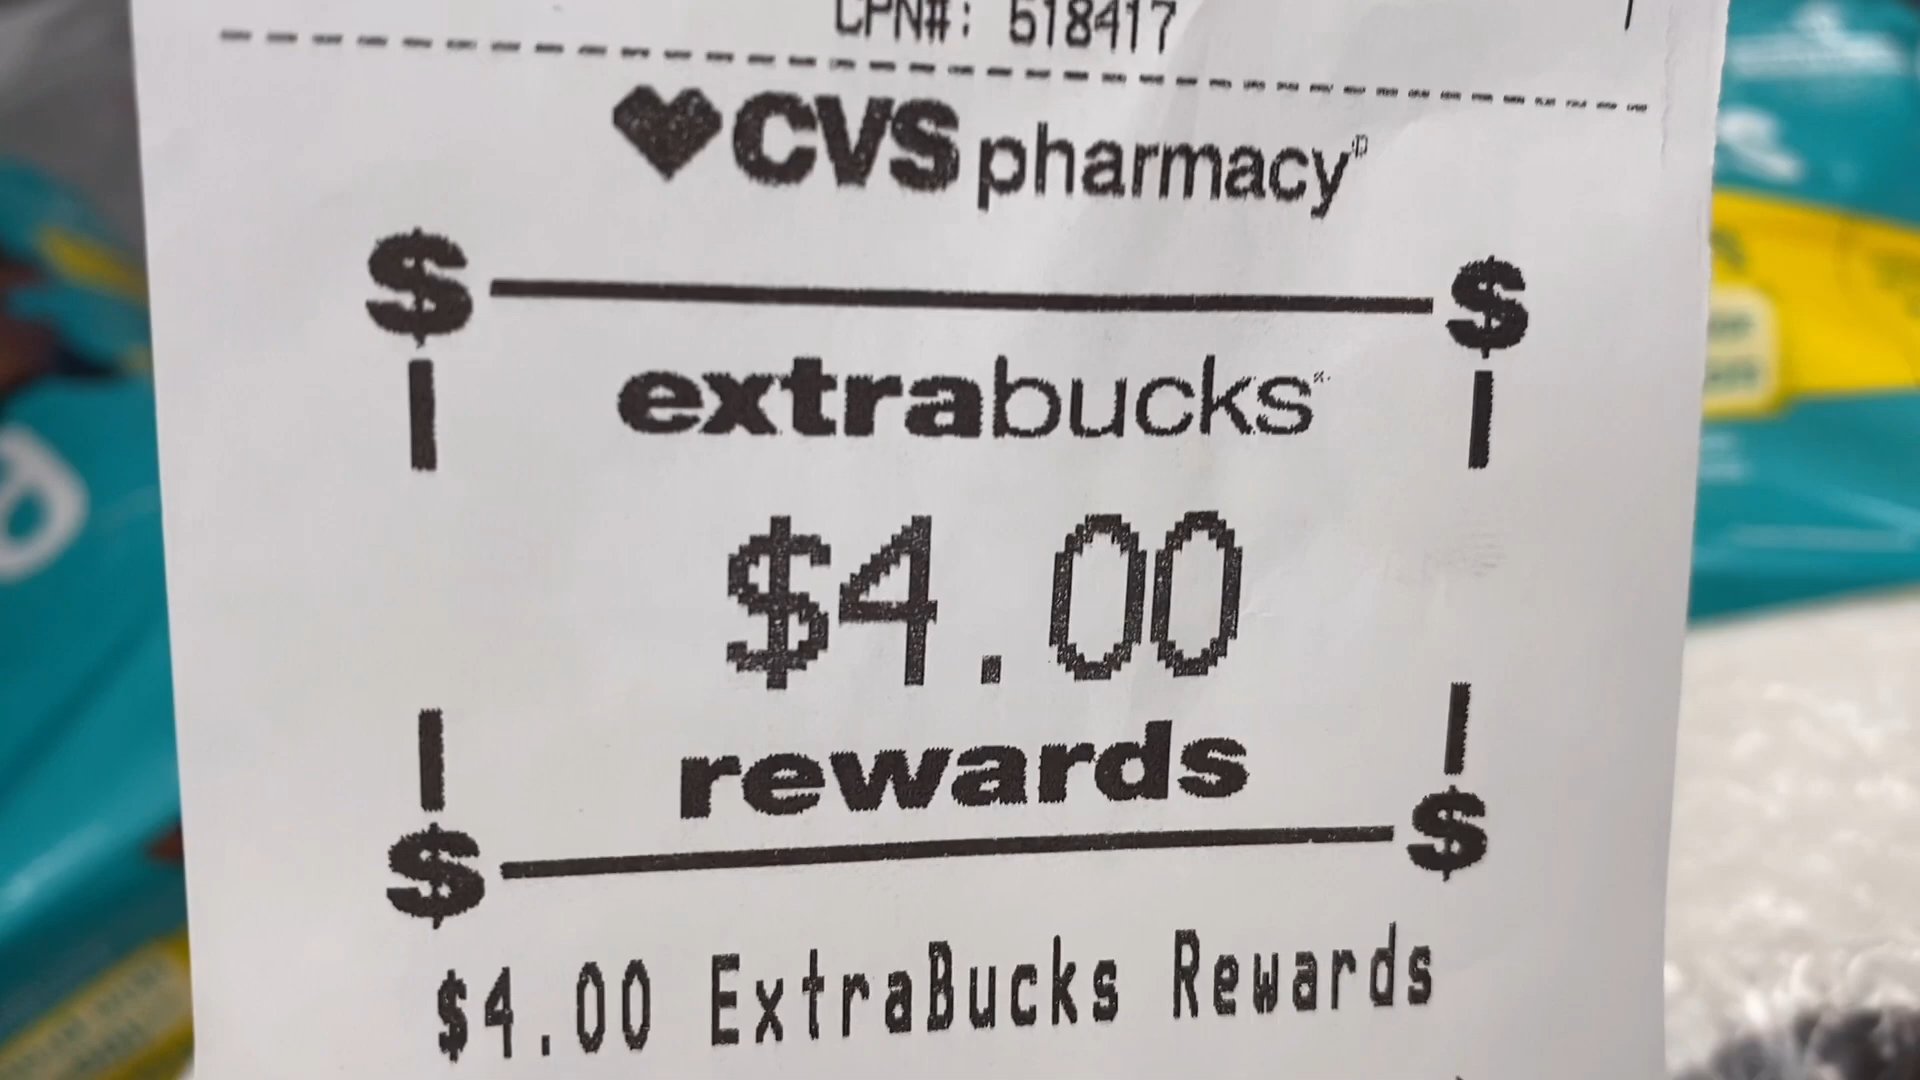 CPN#: 518417
CVS pharmacy®
$ $
extrabucks
$4.00
rewards
$ $
$4.00 ExtraBucks Rewards